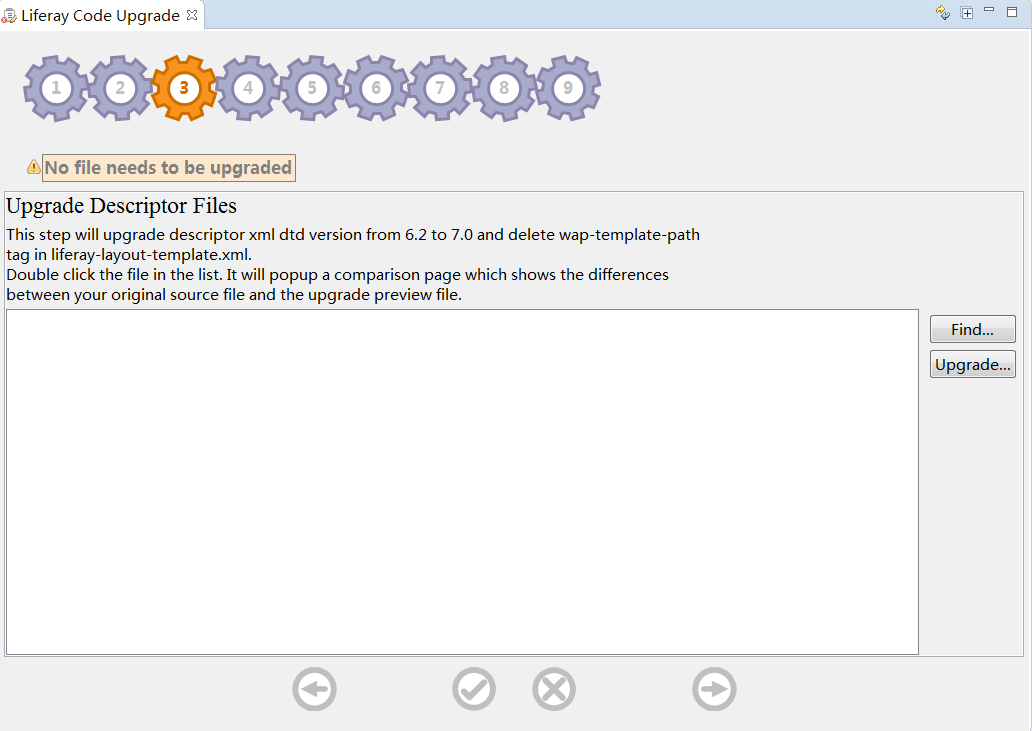 Liferay Code Upgrade
1 2 3 4 5 6 7 8 9
No file needs to be upgraded
Upgrade Descriptor Files
This step will upgrade descriptor xml dtd version from 6.2 to 7.0 and delete wap-template-path
tag in liferay-layout-template.xml.
Double click the file in the list. It will popup a comparison page which shows the differences
between your original source file and the upgrade preview file.
Find...
Upgrade...